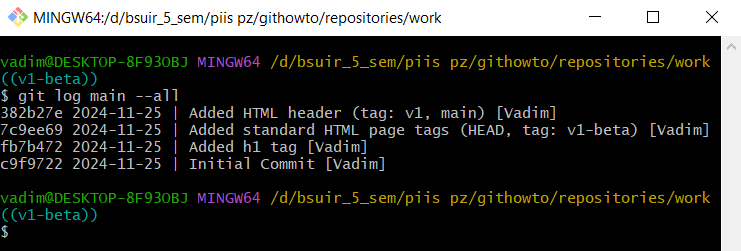 MINGW64:/d/bsuir_5_sem/piis pz/githowto/repositories/work
vadim@DESKTOP-8F93OBJ MINGW64 /d/bsuir_5_sem/piis pz/githowto/repositories/work
((v1-beta))
$ git log main --all
382b27e 2024-11-25 | Added HTML header (tag: v1, main) [Vadim]
7c9ee69 2024-11-25 | Added standard HTML page tags (HEAD, tag: v1-beta) [Vadim]
fb7b472 2024-11-25 | Added h1 tag [Vadim]
c9f9722 2024-11-25 | Initial Commit [Vadim]
vadim@DESKTOP-8F93OBJ MINGW64 /d/bsuir_5_sem/piis pz/githowto/repositories/work
((v1-beta))
$